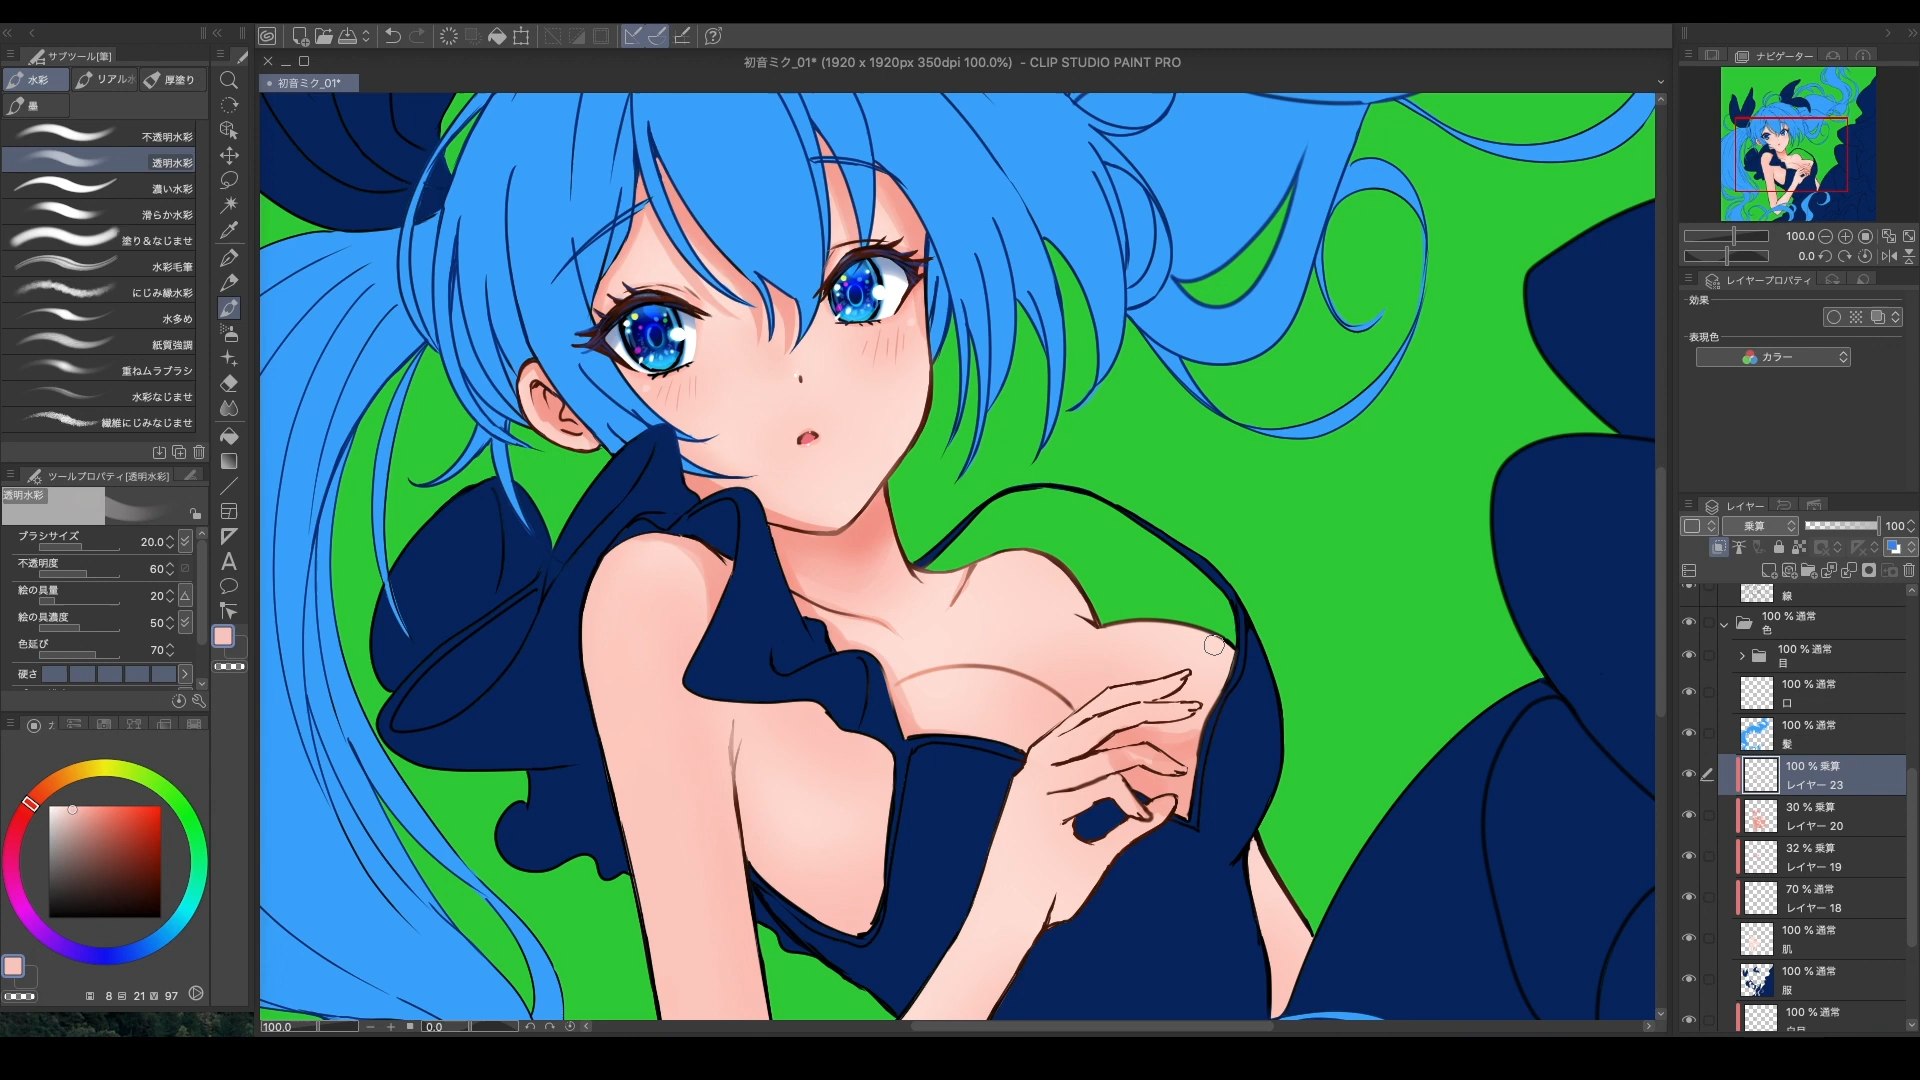 初音ミク_01* (1920 x 1920px 350dpi 100.0%) - CLIP STUDIO PAINT PRO
初音ミク_01*
サブツール[筆]
水彩
リアル水
厚塗り
墨
不透明水彩
透明水彩
濃い水彩
滑らか水彩
塗り&なじませ
水彩毛筆
にじみ縁水彩
水多め
紙質強調
重ねムラブラシ
水彩なじませ
繊維にじみなじませ
ツールプロパティ[透明水彩]
透明水彩
ブラシサイズ 20.0
不透明度 60
絵の具量 20
絵の具濃度 50
色延び 70
硬さ
8 S 21 V 97
100.0
0.0
ナビゲーター
100.0
0.0
レイヤープロパティ
効果
表現色
カラー
レイヤー
乗算 100
線
100 % 通常
色
100 % 通常
目
100 % 通常
口
100 % 通常
髪
100 % 乗算
レイヤー 23
30 % 乗算
レイヤー 20
32 % 乗算
レイヤー 19
70 % 通常
レイヤー 18
100 % 通常
肌
100 % 通常
服
100 % 通常